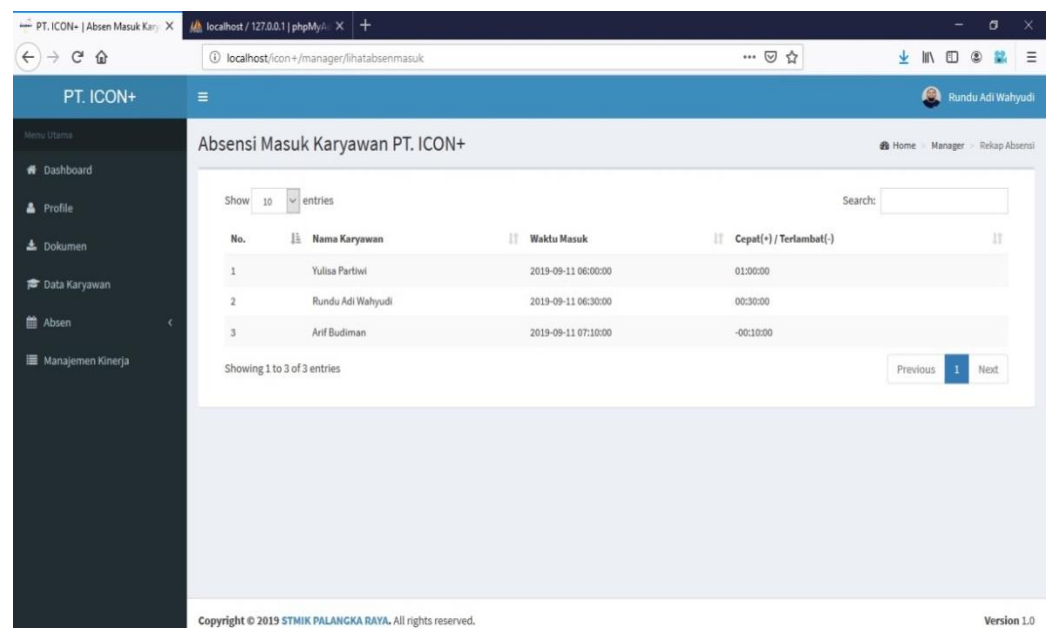 PT. ICON+ | Absen Masuk Kary
localhost / 127.0.0.1 | phpMyAd
localhost/icon+/manager/lihatabsenmasuk
PT. ICON+
Rundu Adi Wahyudi
Menu Utama
Dashboard
Profile
Dokumen
Data Karyawan
Absen
Manajemen Kinerja
Absensi Masuk Karyawan PT. ICON+
Home > Manager > Rekap Absensi
Show 10 entries
Search:
No. Nama Karyawan Waktu Masuk Cepat(+) / Terlambat(-)
1 Yulisa Partiwi 2019-09-11 06:00:00 01:00:00
2 Rundu Adi Wahyudi 2019-09-11 06:30:00 00:30:00
3 Arif Budiman 2019-09-11 07:10:00 -00:10:00
Showing 1 to 3 of 3 entries
Previous 1 Next
Copyright © 2019 STMIK PALANGKA RAYA. All rights reserved.
Version 1.0